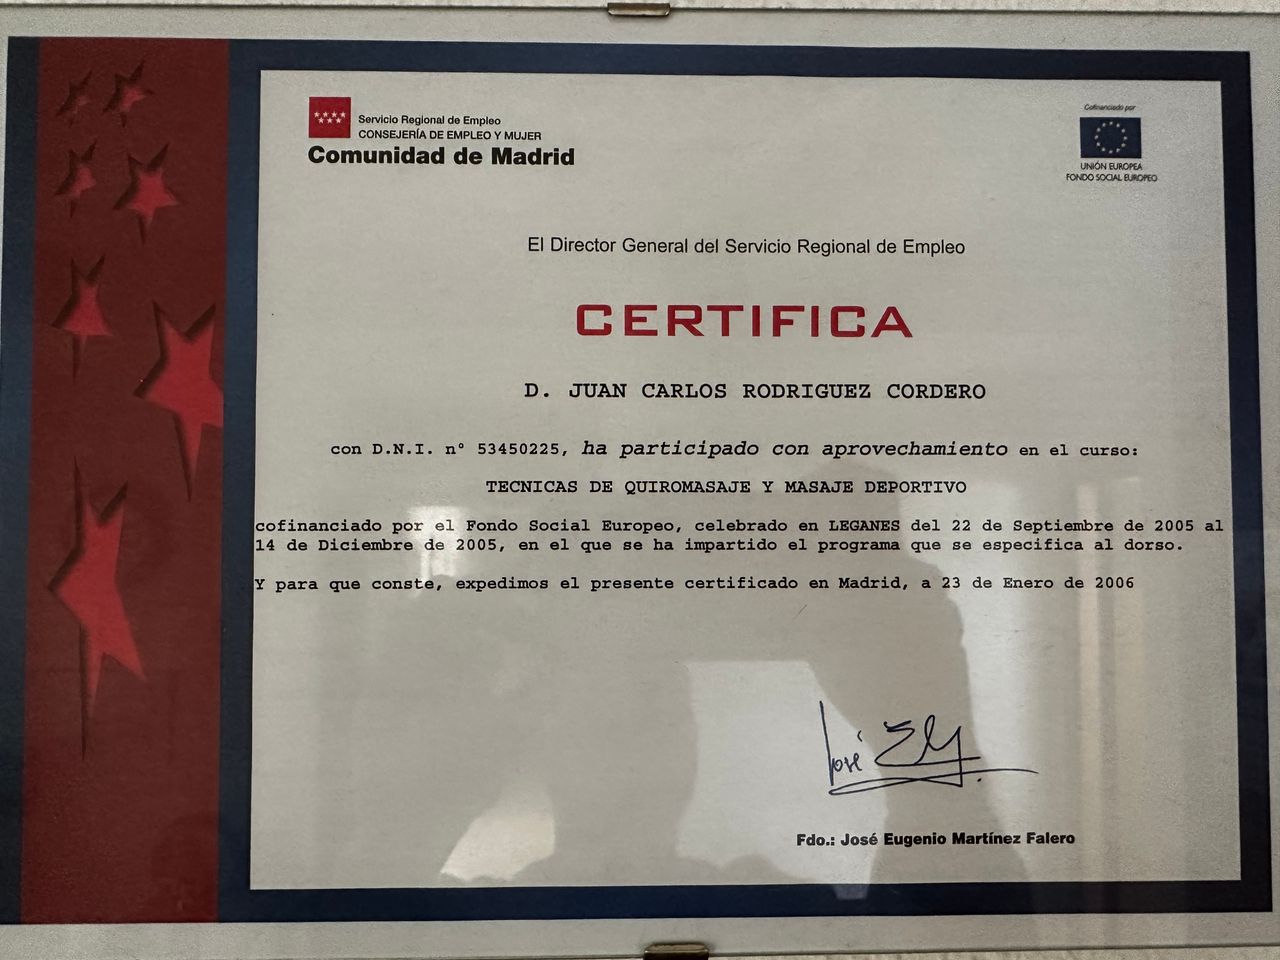 Servicio Regional de Empleo
CONSEJERÍA DE EMPLEO Y MUJER
Comunidad de Madrid
Cofinanciado por
UNIÓN EUROPEA
FONDO SOCIAL EUROPEO
El Director General del Servicio Regional de Empleo
CERTIFICA
D. JUAN CARLOS RODRIGUEZ CORDERO
con D.N.I. nº 53450225, ha participado con aprovechamiento en el curso:
TECNICAS DE QUIROMASAJE Y MASAJE DEPORTIVO
cofinanciado por el Fondo Social Europeo, celebrado en LEGANES del 22 de Septiembre de 2005 al
14 de Diciembre de 2005, en el que se ha impartido el programa que se especifica al dorso.
Y para que conste, expedimos el presente certificado en Madrid, a 23 de Enero de 2006
José
Fdo.: José Eugenio Martínez Falero